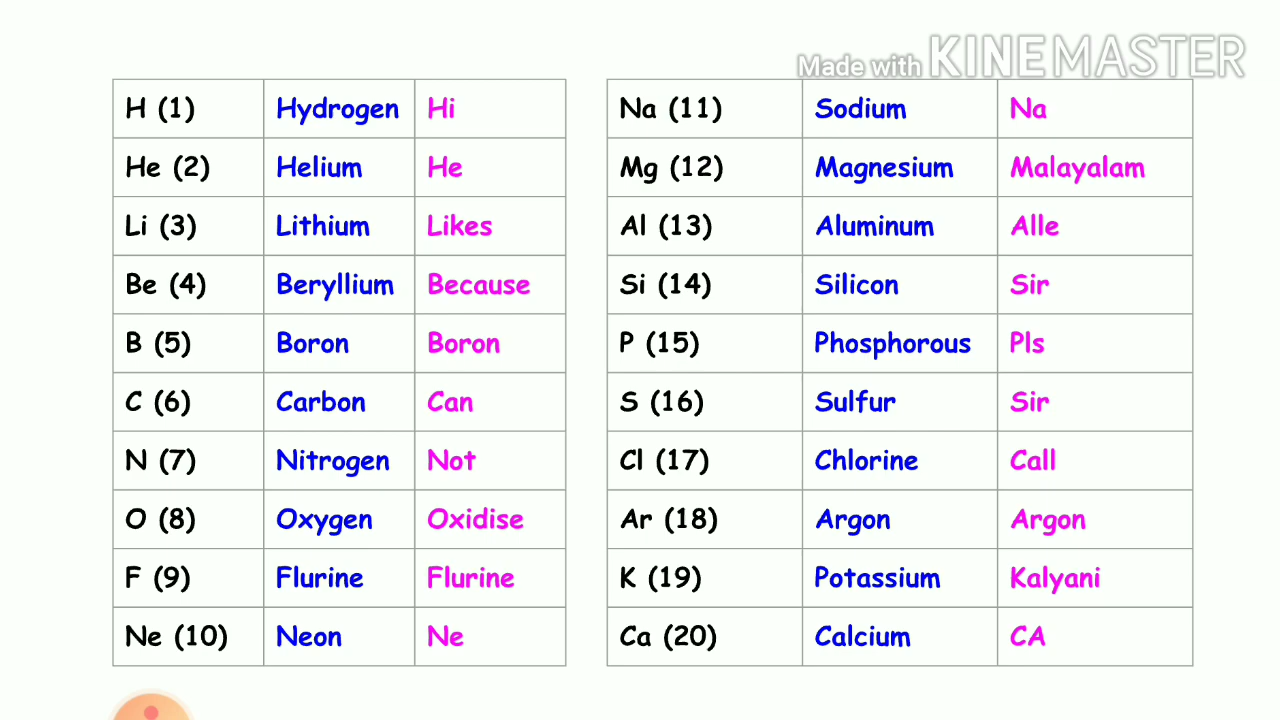 Made with KINEMASTER
H (1) Hydrogen Hi
He (2) Helium He
Li (3) Lithium Likes
Be (4) Beryllium Because
B (5) Boron Boron
C (6) Carbon Can
N (7) Nitrogen Not
O (8) Oxygen Oxidise
F (9) Flurine Flurine
Ne (10) Neon Ne
Na (11) Sodium Na
Mg (12) Magnesium Malayalam
Al (13) Aluminum Alle
Si (14) Silicon Sir
P (15) Phosphorous Pls
S (16) Sulfur Sir
Cl (17) Chlorine Call
Ar (18) Argon Argon
K (19) Potassium Kalyani
Ca (20) Calcium CA